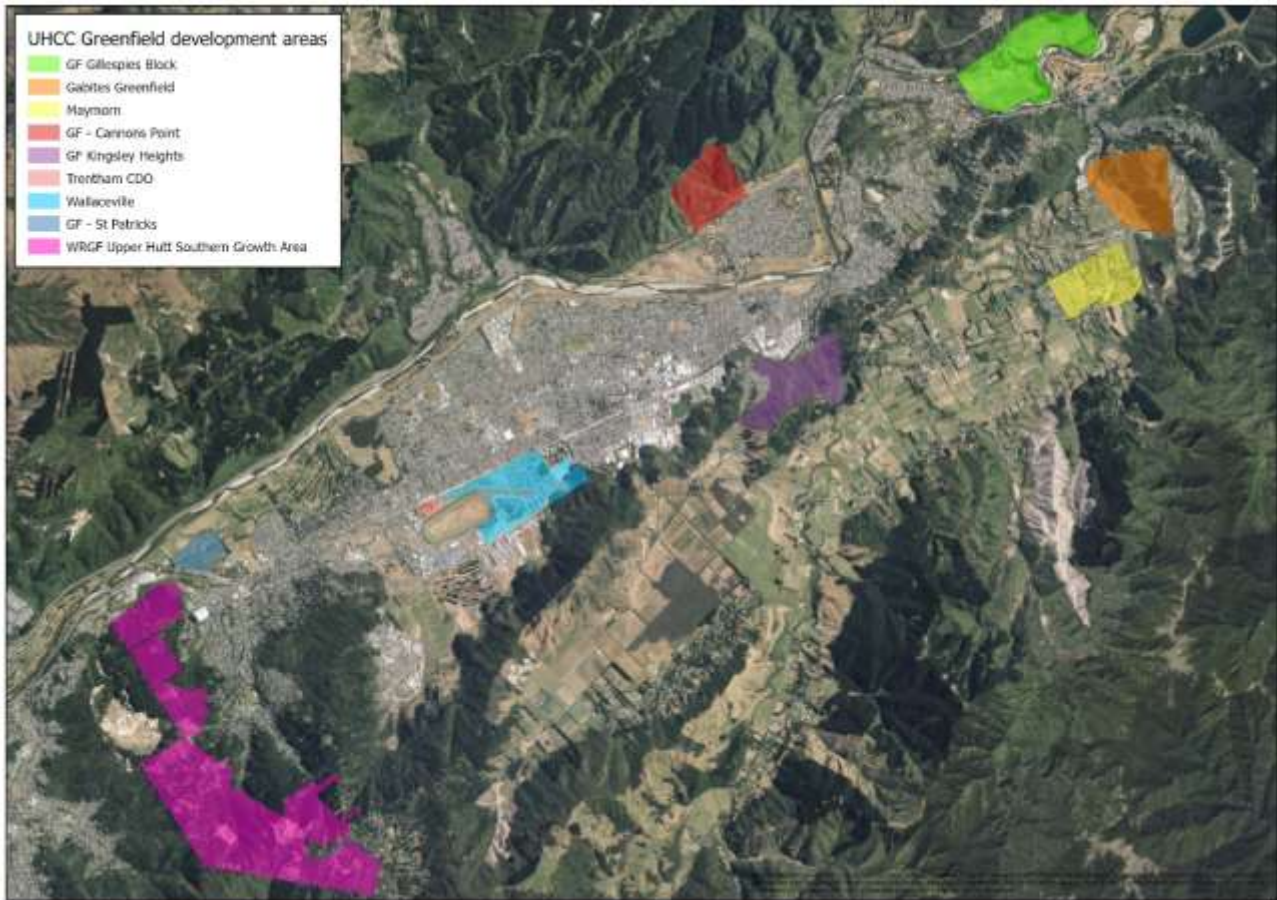 UHCC Greenfield development areas
GF Gillespies Block
Gabites Greenfield
Maymorn
GF - Cannons Point
GF Kingsley Heights
Trentham CDO
Wallaceville
GF - St Patricks
WRGF Upper Hutt Southern Growth Area